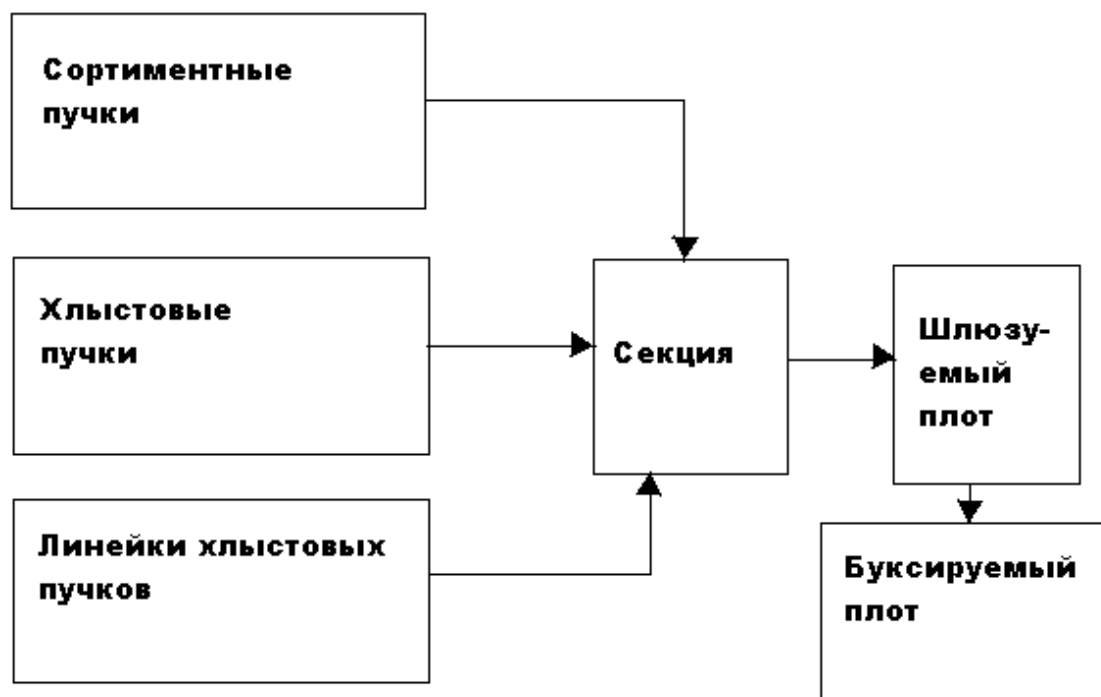 Сортиментные
пучки
Хлыстовые
пучки
Линейки хлыстовых
пучков
Секция
Шлюзу-
емый
плот
Буксируемый
плот